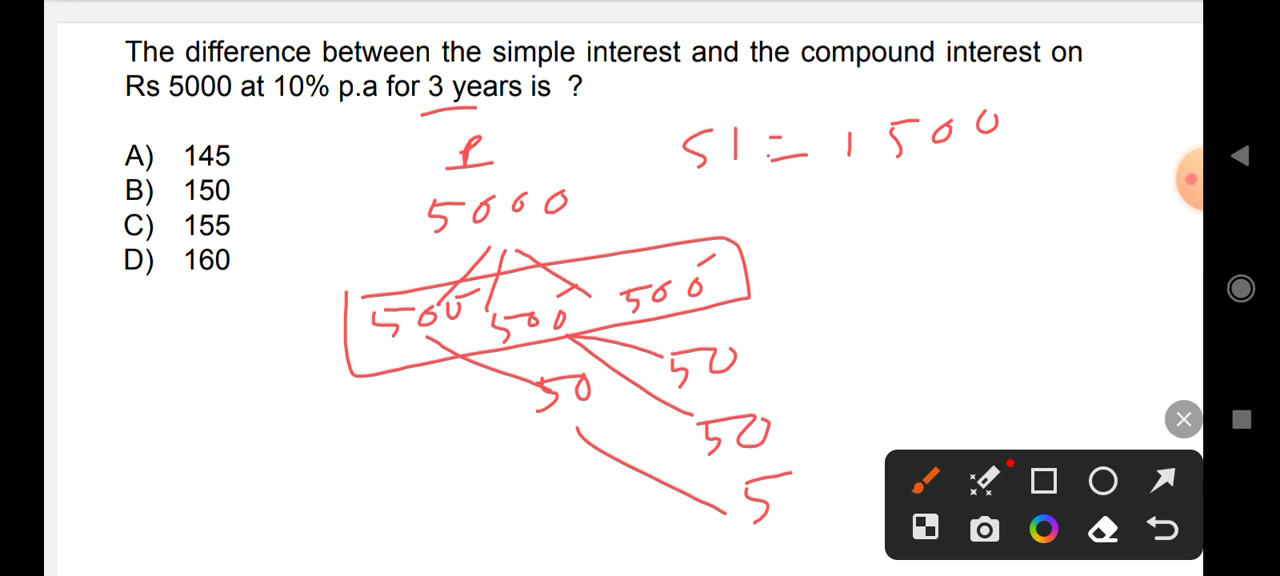 The difference between the simple interest and the compound interest on
Rs 5000 at 10% p.a for 3 years is ?
A) 145
B) 150
C) 155
D) 160
P
5000
SI = 1500
500 500 500
50 50
50
5